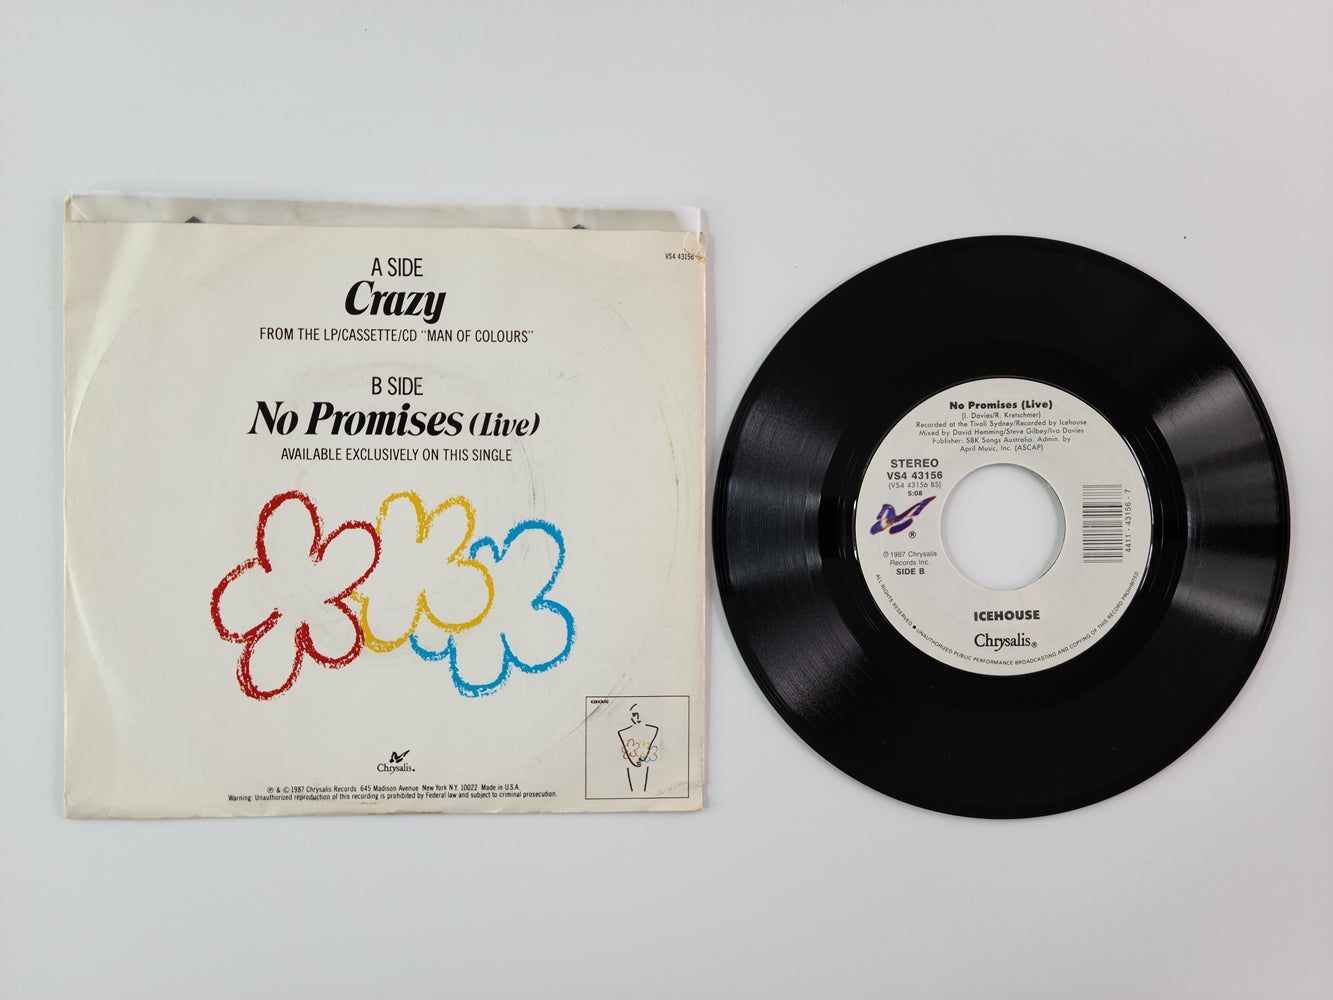 VS4 43156
A SIDE
Crazy
FROM THE LP/CASSETTE/CD "MAN OF COLOURS"
B SIDE
No Promises (Live)
AVAILABLE EXCLUSIVELY ON THIS SINGLE
ICEHOUSE
Chrysalis®
℗ & © 1987 Chrysalis Records 645 Madison Avenue New York N.Y. 10022 Made in U.S.A.
Warning: Unauthorized reproduction of this recording is prohibited by Federal law and subject to criminal prosecution.
No Promises (Live)
(I. Davies/R. Kretschmer)
Recorded at the Tivoli Sydney/Recorded by Icehouse
Mixed by David Hemming/Steve Gilbey/Iva Davies
Publisher: SBK Songs Australia. Admin. by
April Music, Inc. (ASCAP)
STEREO
VS4 43156
(VS4 43156 BS)
5:08
®
℗ 1987 Chrysalis
Records Inc.
SIDE B
4411 - 43156 - 7
ICEHOUSE
Chrysalis®
ALL RIGHTS RESERVED ● UNAUTHORIZED PUBLIC PERFORMANCE BROADCASTING AND COPYING OF THIS RECORD PROHIBITED